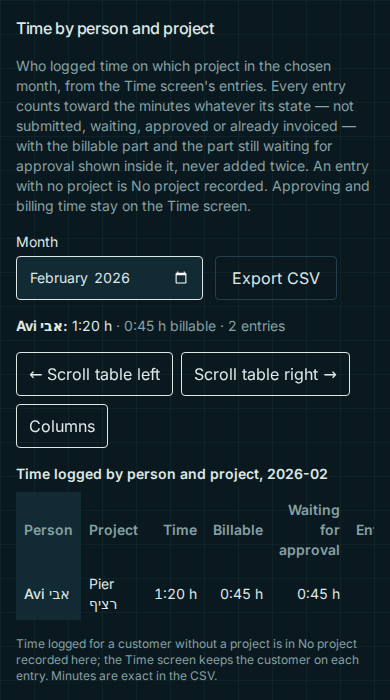 Time by person and project
Who logged time on which project in the chosen
month, from the Time screen's entries. Every entry
counts toward the minutes whatever its state — not
submitted, waiting, approved or already invoiced —
with the billable part and the part still waiting for
approval shown inside it, never added twice. An entry
with no project is No project recorded. Approving and
billing time stay on the Time screen.
Month
February 2026
Export CSV
Avi אבי: 1:20 h · 0:45 h billable · 2 entries
← Scroll table left
Scroll table right →
Columns
Time logged by person and project, 2026-02
Person Project Time Billable Waiting for approval
Avi אבי Pier רציף 1:20 h 0:45 h 0:45 h
Time logged for a customer without a project is in No project
recorded here; the Time screen keeps the customer on each
entry. Minutes are exact in the CSV.